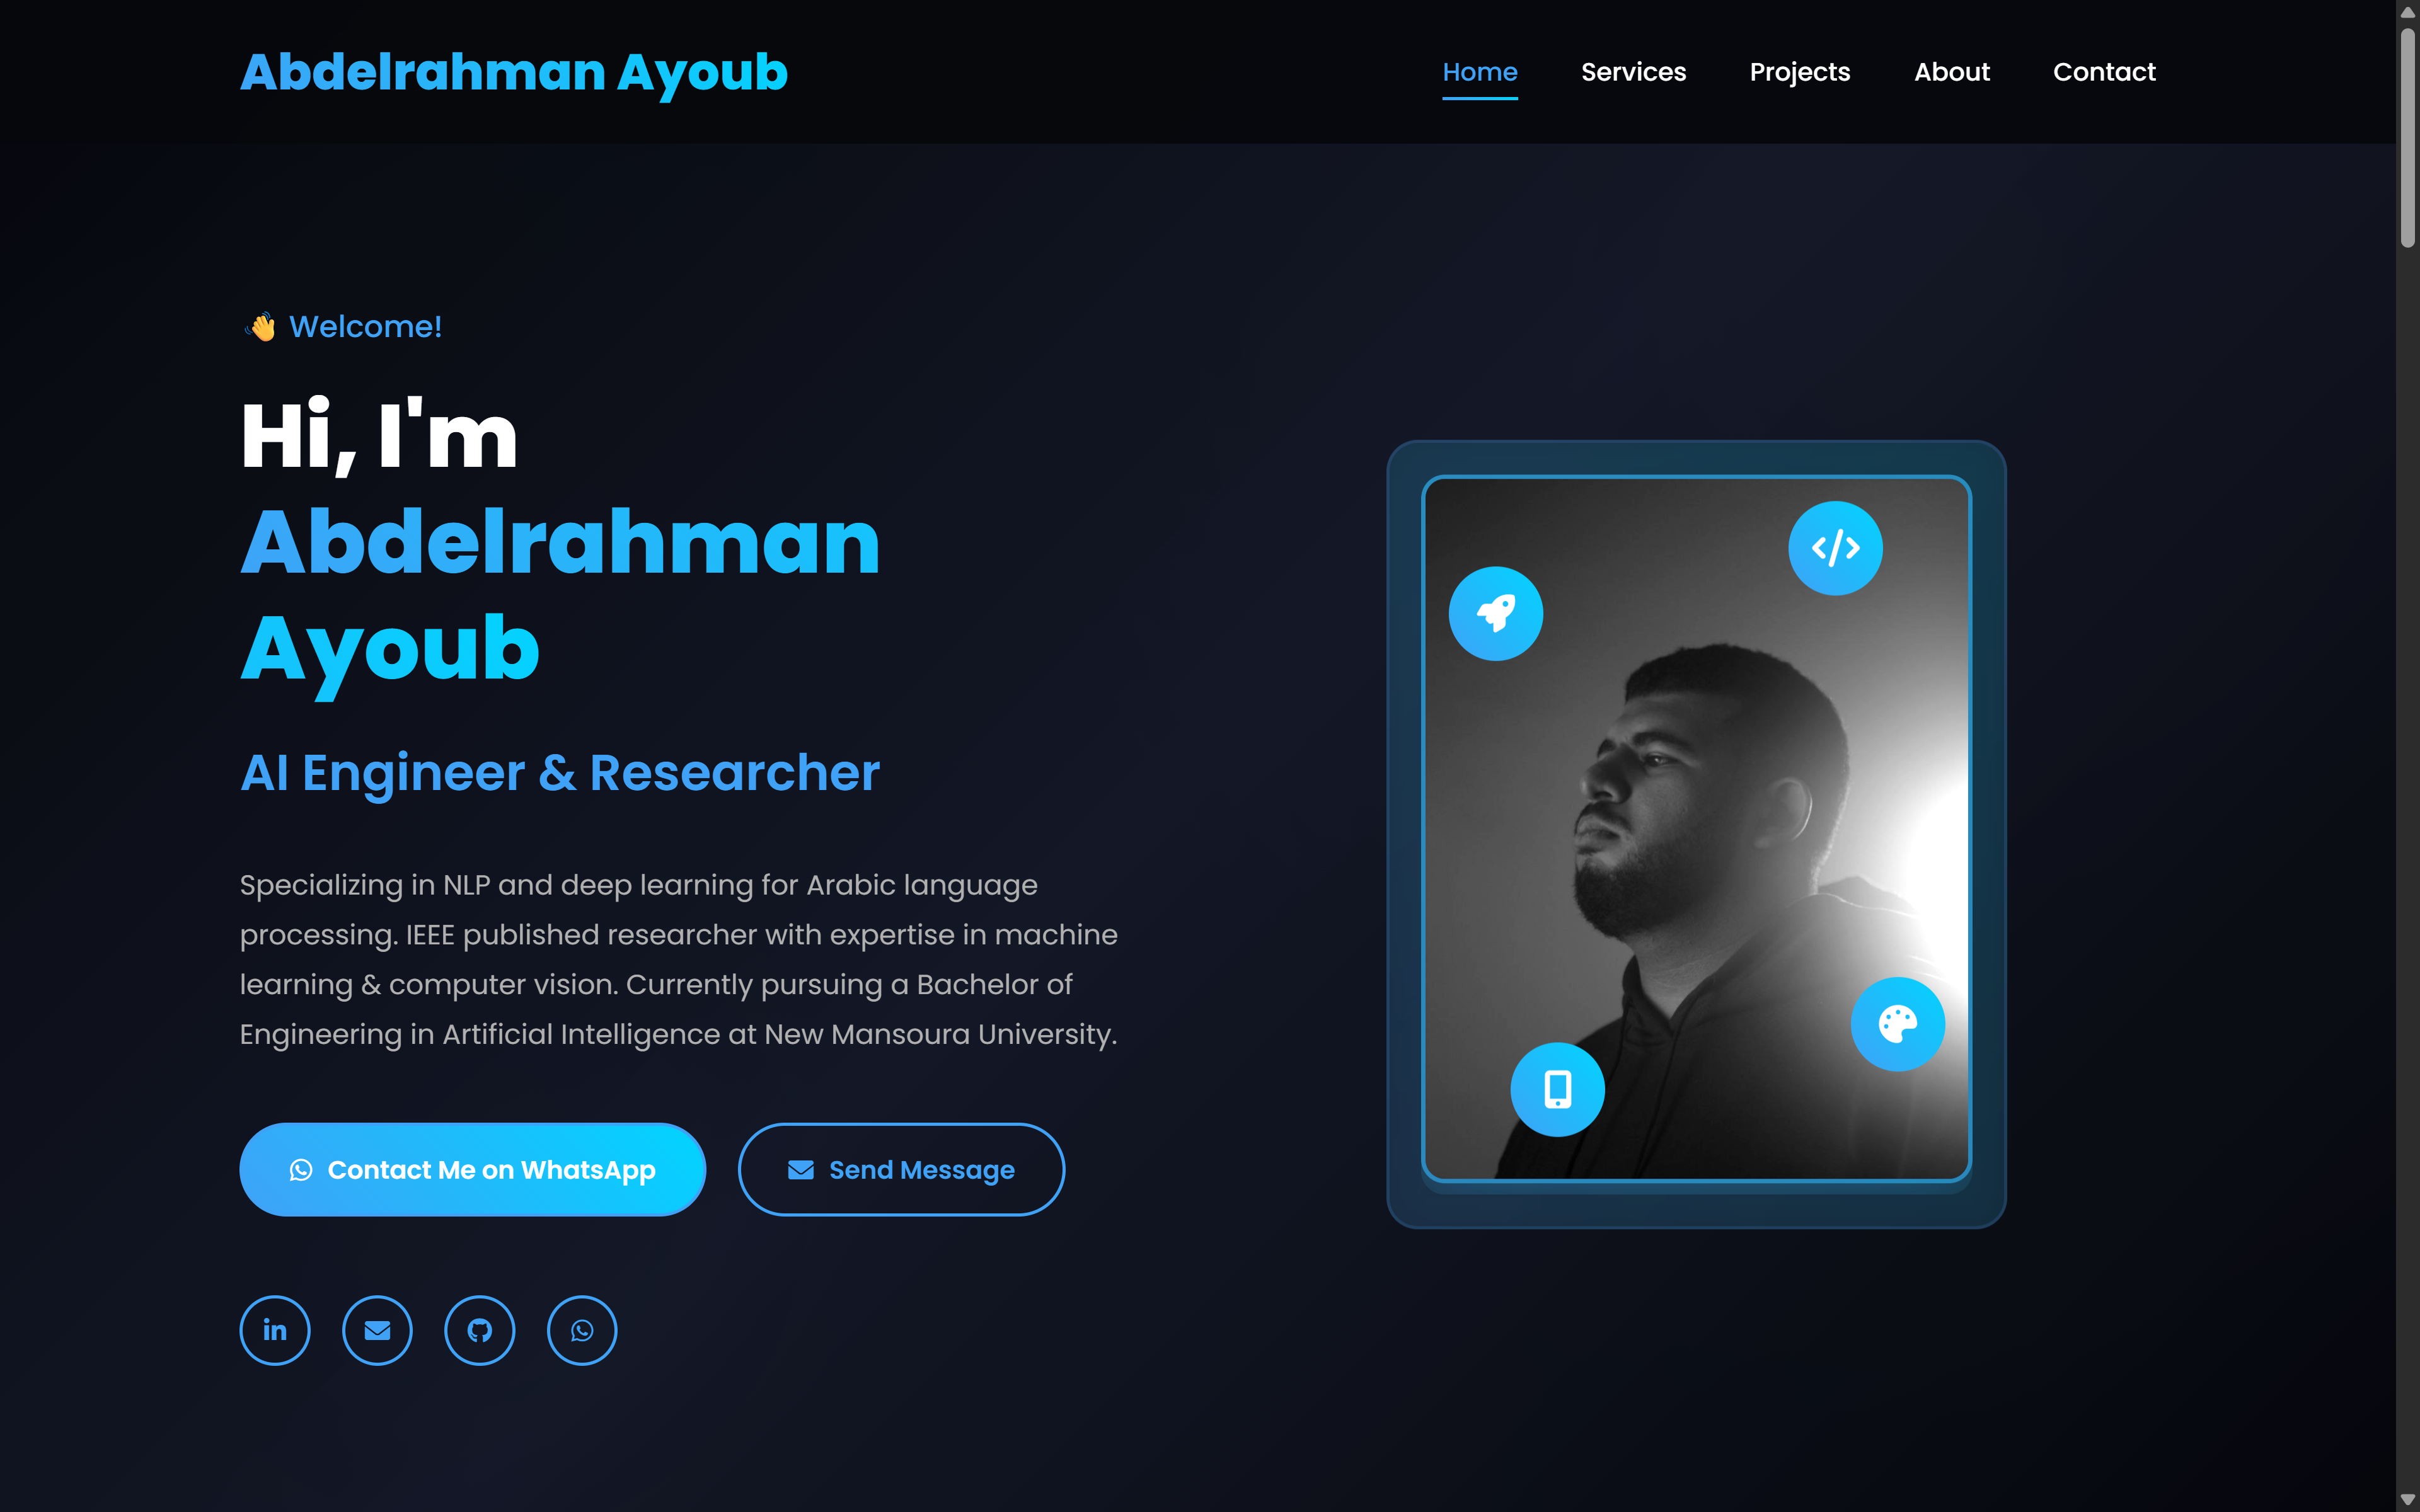 Abdelrahman Ayoub
Home Services Projects About Contact
👋 Welcome!
Hi, I'm
Abdelrahman
Ayoub
AI Engineer & Researcher
Specializing in NLP and deep learning for Arabic language
processing. IEEE published researcher with expertise in machine
learning & computer vision. Currently pursuing a Bachelor of
Engineering in Artificial Intelligence at New Mansoura University.
Contact Me on WhatsApp
Send Message